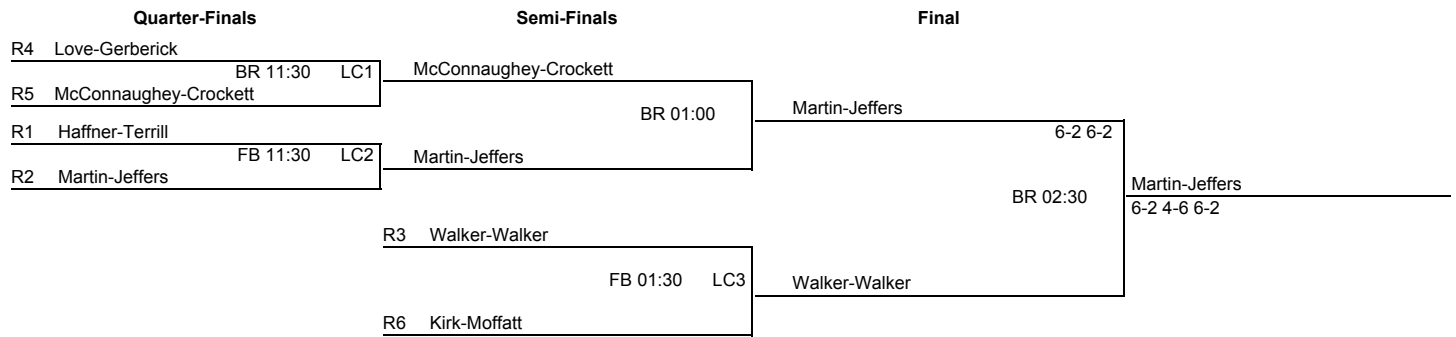 Quarter-Finals Semi-Finals Final
R4 Love-Gerberick
BR 11:30 LC1 McConnaughey-Crockett
R5 McConnaughey-Crockett
BR 01:00 Martin-Jeffers
R1 Haffner-Terrill 6-2 6-2
FB 11:30 LC2 Martin-Jeffers
R2 Martin-Jeffers
BR 02:30 Martin-Jeffers
6-2 4-6 6-2
R3 Walker-Walker
FB 01:30 LC3 Walker-Walker
R6 Kirk-Moffatt